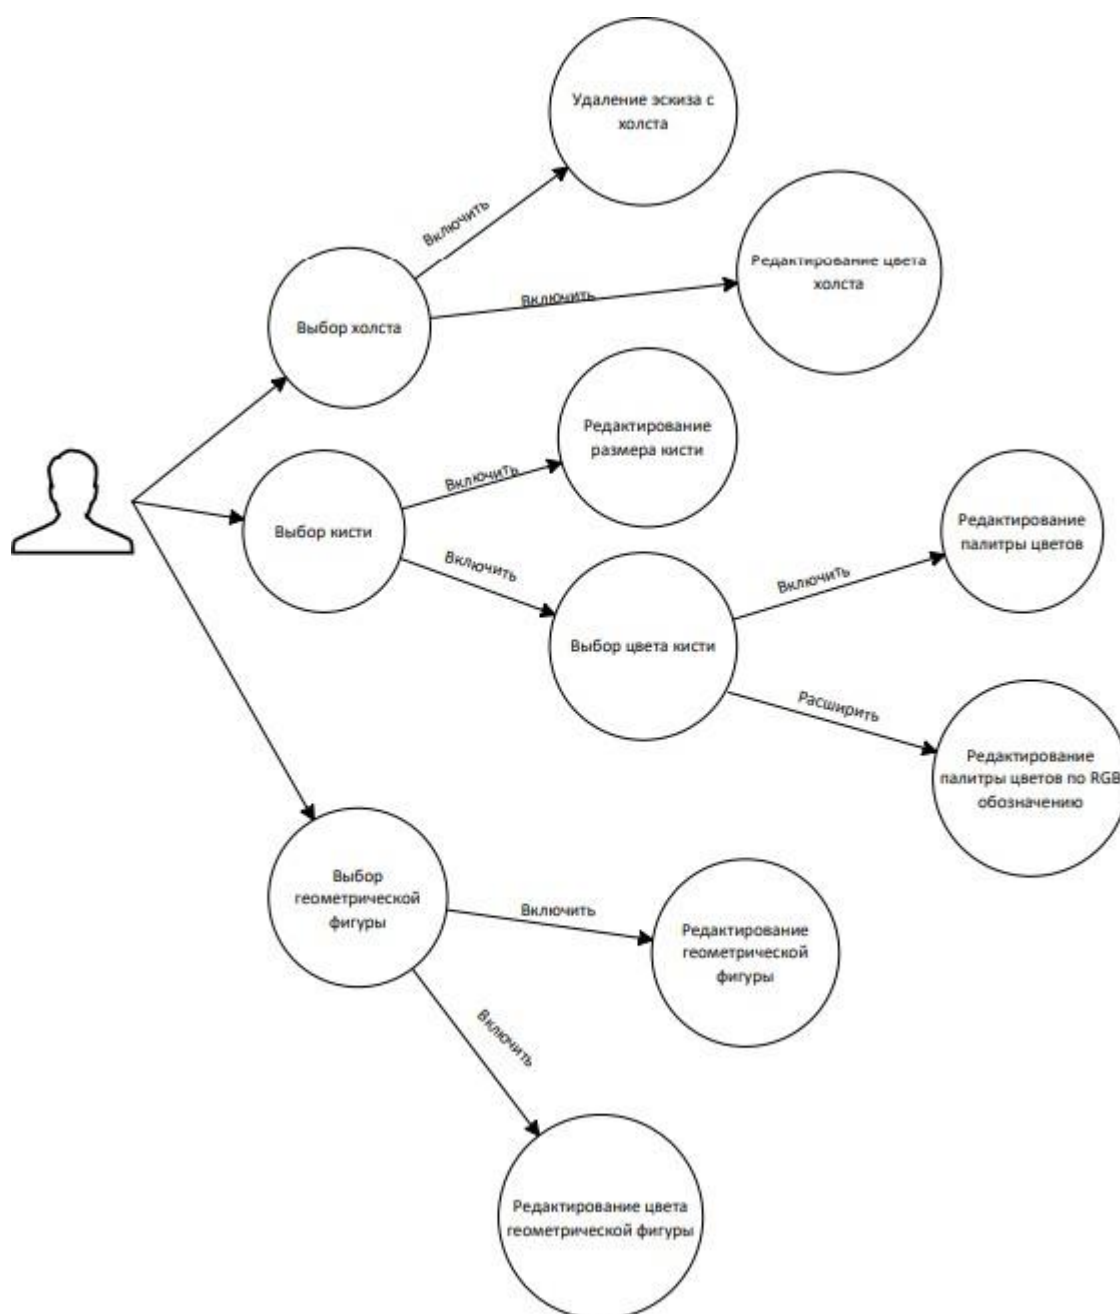 Удаление эскиза с
холста
Включить
Редактирование цвета
холста
Включить
Выбор холста
Редактирование
размера кисти
Включить
Выбор кисти
Включить
Редактирование
палитры цветов
Включить
Выбор цвета кисти
Расширить
Редактирование
палитры цветов по RGB
обозначению
Выбор
геометрической
фигуры
Включить
Редактирование
геометрической
фигуры
Включить
Редактирование цвета
геометрической фигуры